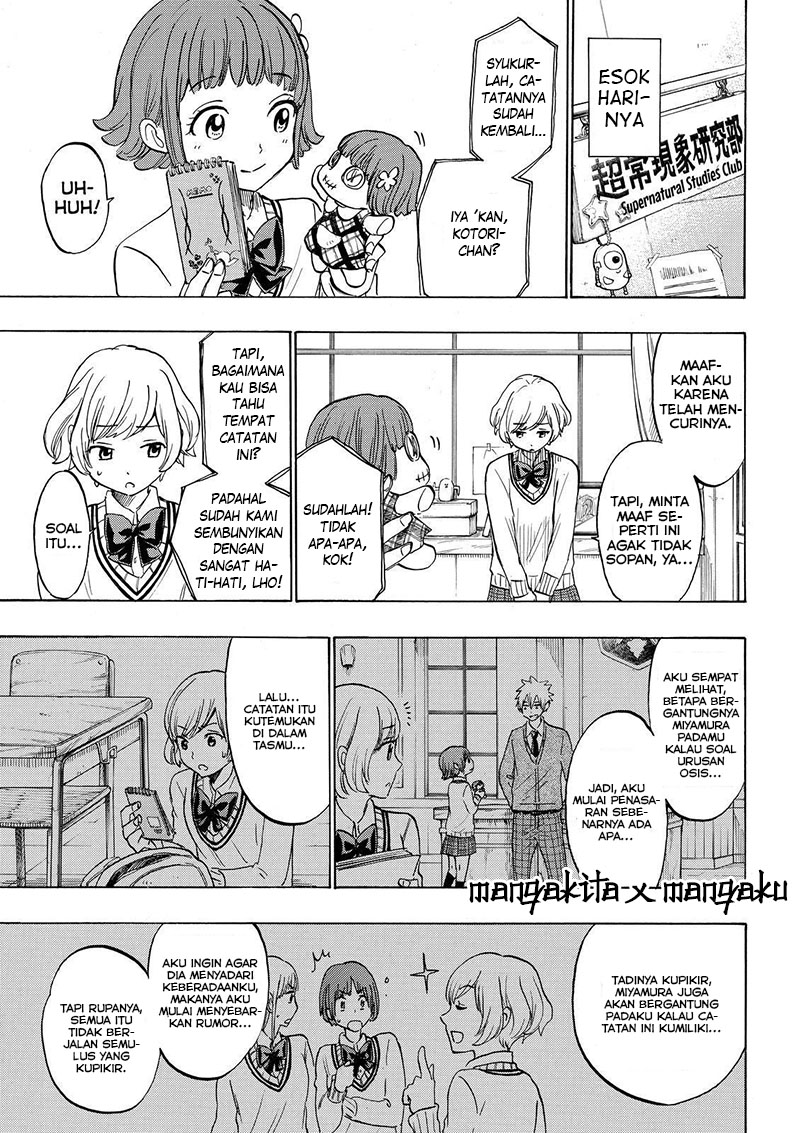 ESOK
HARI-
NYA
超常現象研究部
Supernatural Studies Club
SYUKUR-
LAH, CA-
TATANNYA
SUDAH
KEMBALI...
IYA 'KAN,
KOTORI-
CHAN?
MEMO
UH-
HUH!
MAAF-
KAN AKU
KARENA
TELAH MEN-
CURINYA.
TAPI, MINTA
MAAF SE-
PERTI INI
AGAK TIDAK
SOPAN, YA...
SUDAHLAH!
TIDAK
APA-APA,
KOK!
TAPI,
BAGAIMANA
KAU BISA
TAHU
TEMPAT
CATATAN
INI?
PADAHAL
SUDAH KAMI
SEMBUNYIKAN
DENGAN
SANGAT HA-
TI-HATI, LHO!
SOAL
ITU...
AKU SEMPAT
MELIHAT,
BETAPA BER-
GANTUNGNYA
MIYAMURA
PADAMU
KALAU SOAL
URUSAN
OSIS...
JADI, AKU
MULAI PENASA-
RAN SEBE-
NARNYA ADA
APA...
LALU...
CATATAN ITU
KUTEMUKAN
DI DALAM
TASMU...
mangakita-x-mangaku
TADINYA KUPIKIR,
MIYAMURA JUGA
AKAN BERGANTUNG
PADAKU KALAU CA-
TATAN INI KUMILIKI...
AKU INGIN AGAR
DIA MENYADARI
KEBERADAANKU,
MAKANYA AKU
MULAI MENYEBAR-
KAN RUMOR...
TAPI RUPANYA,
SEMUA ITU
TIDAK BER-
JALAN SEMU-
LUS YANG
KUPIKIR.